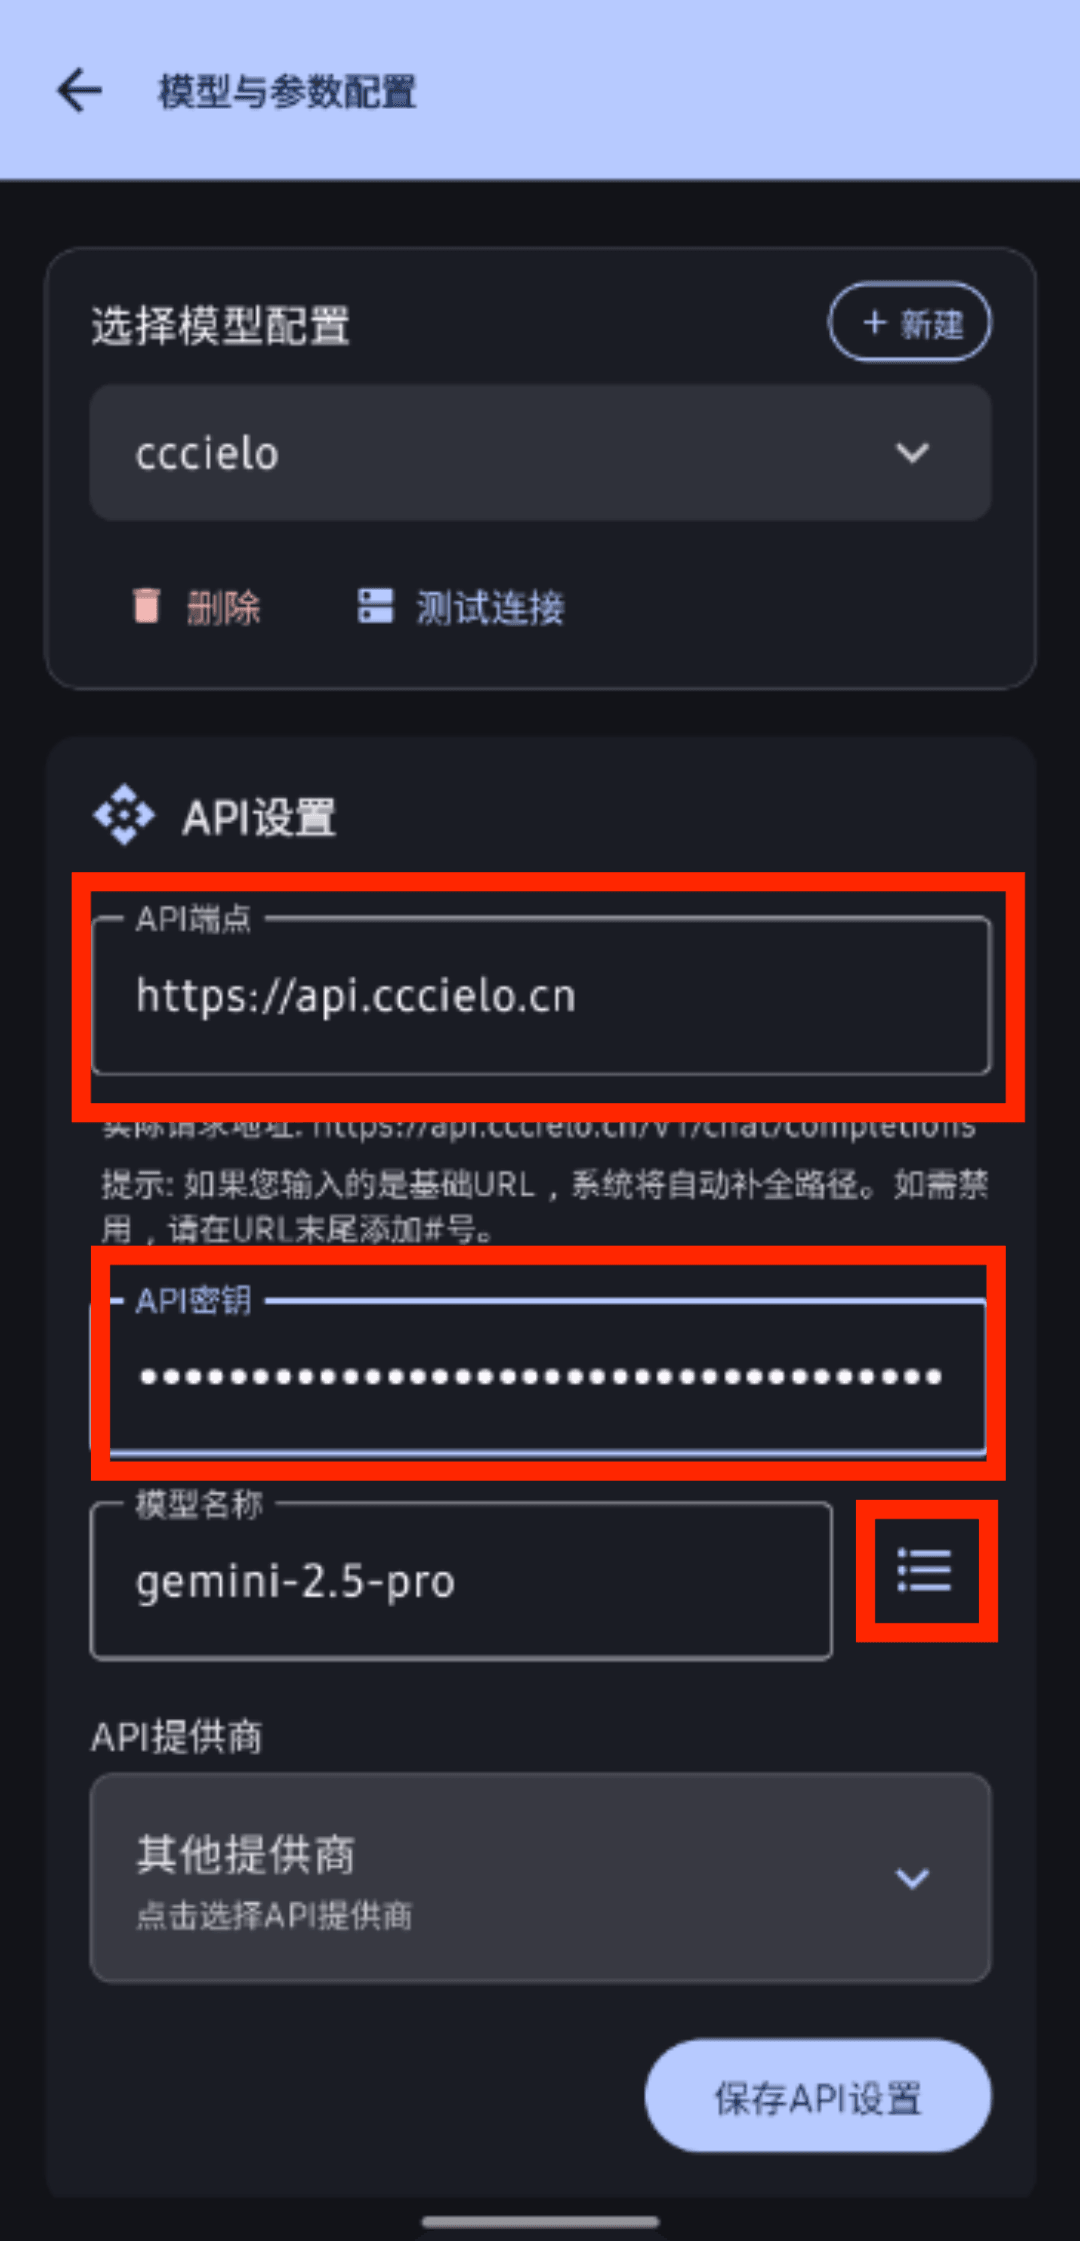 模型与参数配置
选择模型配置
+ 新建
cccielo
删除
测试连接
API设置
API端点
https://api.cccielo.cn
实际请求地址: https://api.cccielo.cn/v1/chat/completions
提示: 如果您输入的是基础URL，系统将自动补全路径。如需禁
用，请在URL末尾添加#号。
API密钥
••••••••••••••••••••••••••••••••••••
模型名称
gemini-2.5-pro
API提供商
其他提供商
点击选择API提供商
保存API设置